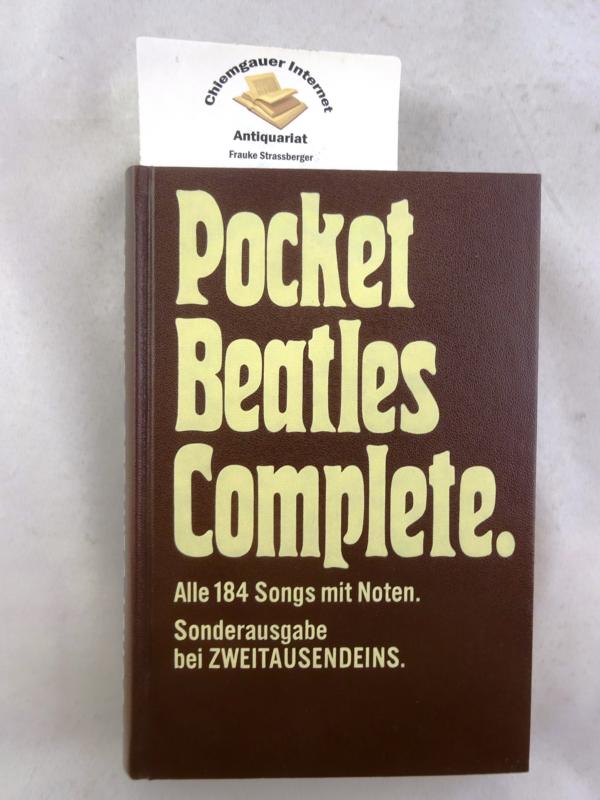 Chiemgauer Internet
Antiquariat
Frauke Strassberger
Pocket
Beatles
Complete.
Alle 184 Songs mit Noten.
Sonderausgabe
bei ZWEITAUSENDEINS.